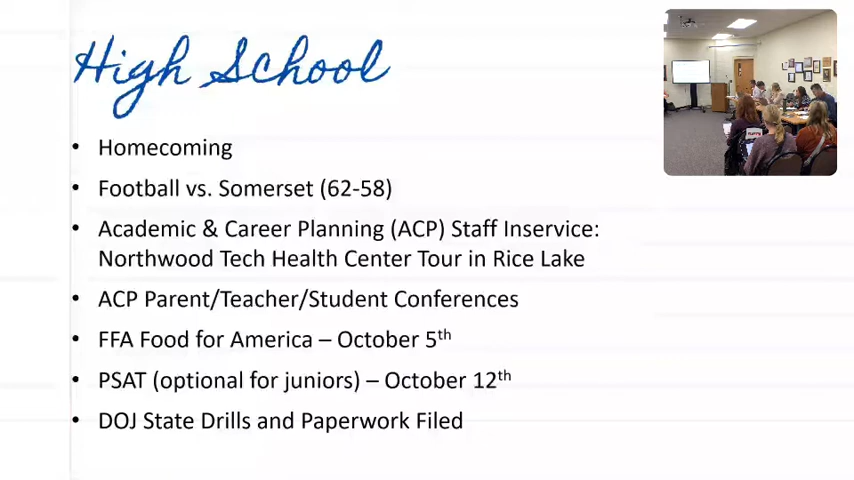 High School
• Homecoming
• Football vs. Somerset (62-58)
• Academic & Career Planning (ACP) Staff Inservice:
Northwood Tech Health Center Tour in Rice Lake
• ACP Parent/Teacher/Student Conferences
• FFA Food for America – October 5th
• PSAT (optional for juniors) – October 12th
• DOJ State Drills and Paperwork Filed